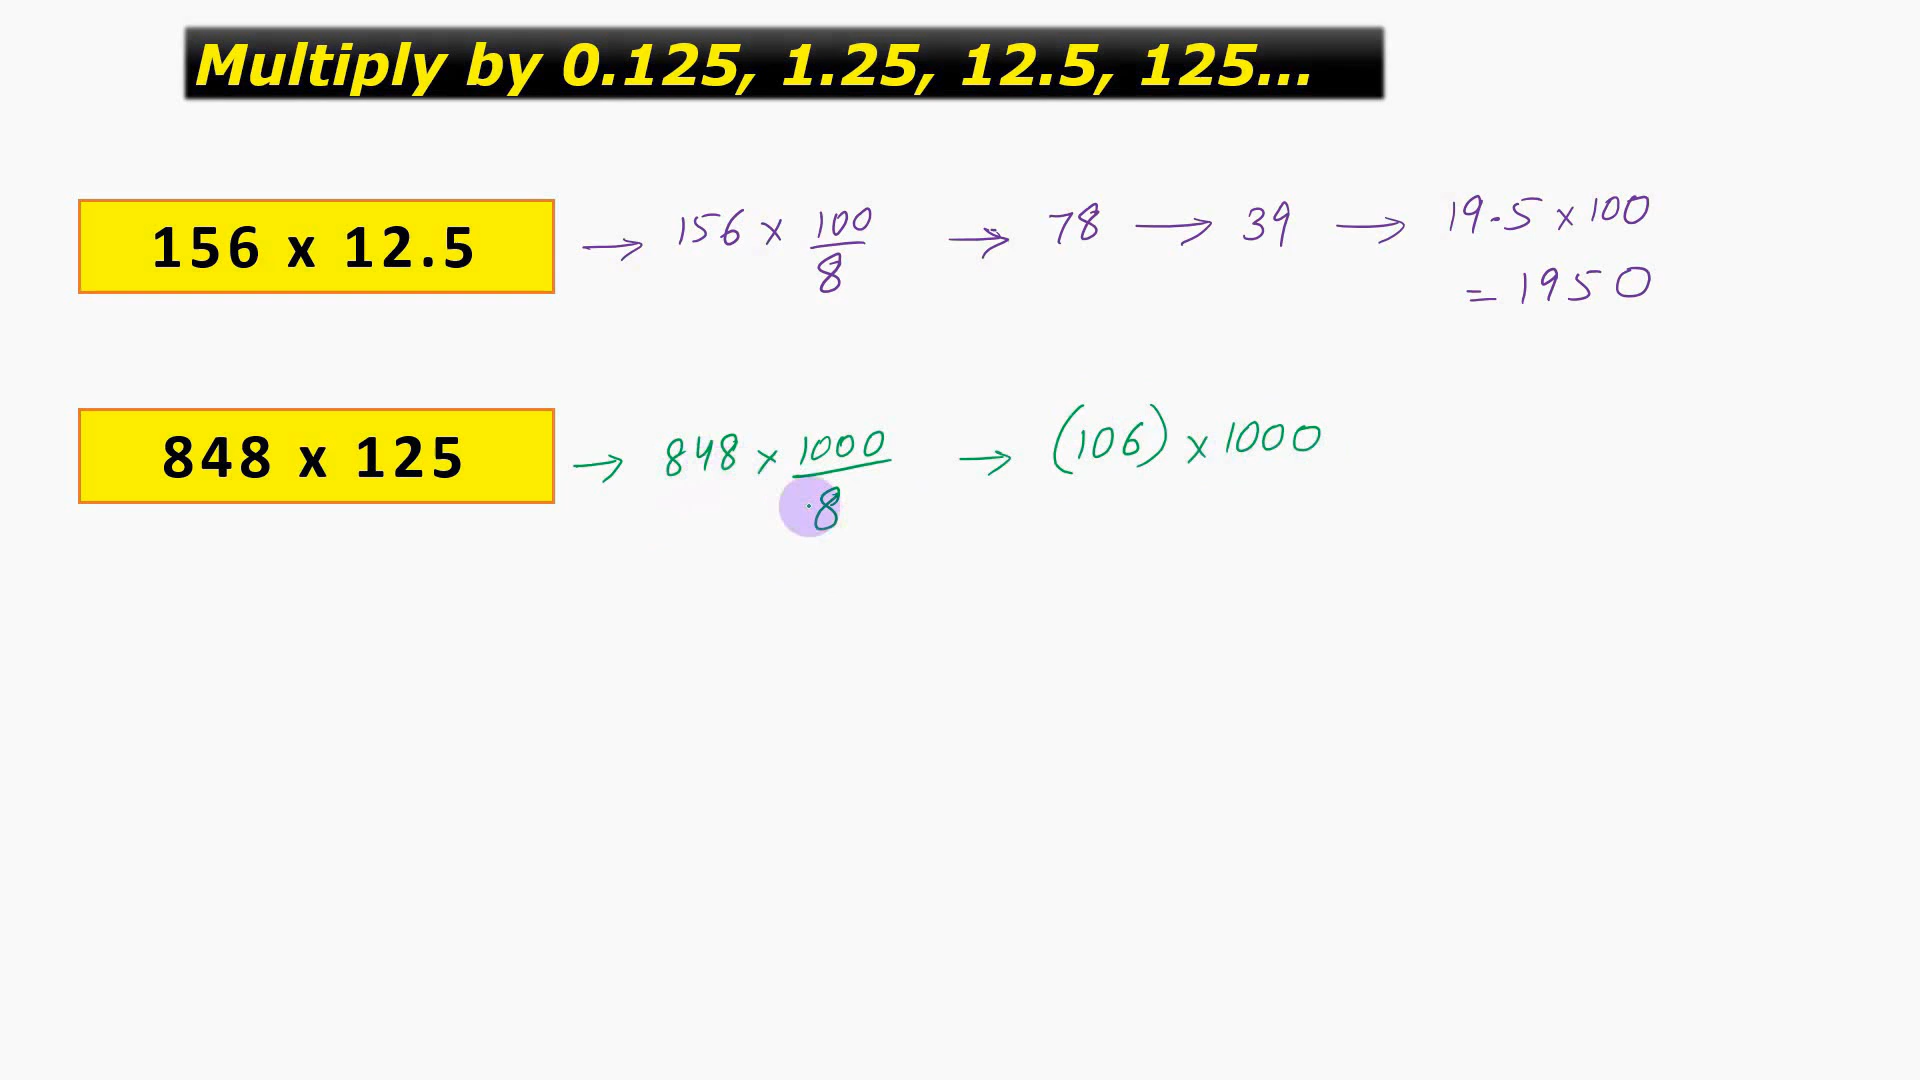 Multiply by 0.125, 1.25, 12.5, 125...
156 x 12.5 → 156 x 100/8 → 78 → 39 → 19.5 x 100
= 1950
848 x 125 → 848 x 1000/8 → (106) x 1000